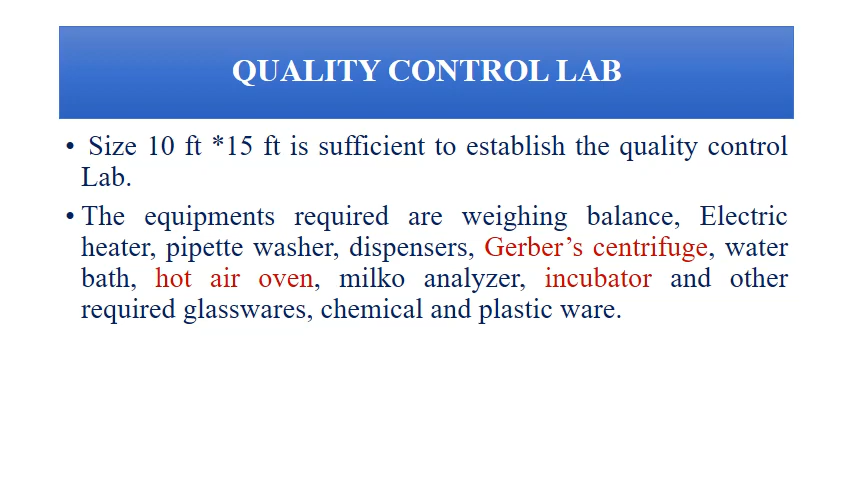 QUALITY CONTROL LAB
• Size 10 ft *15 ft is sufficient to establish the quality control
Lab.
• The equipments required are weighing balance, Electric
heater, pipette washer, dispensers, Gerber’s centrifuge, water
bath, hot air oven, milko analyzer, incubator and other
required glasswares, chemical and plastic ware.